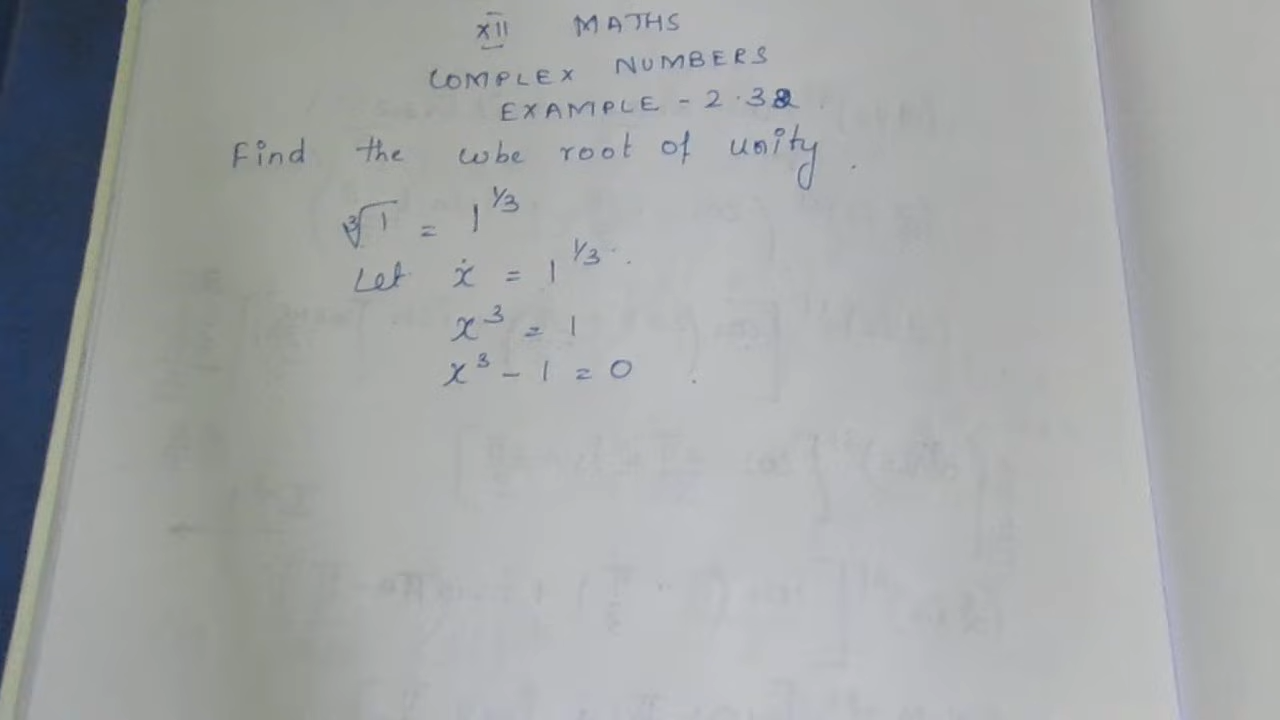 XII MATHS
COMPLEX NUMBERS
EXAMPLE - 2.32
Find the cube root of unity.
∛1 = 1^{1/3}
Let x = 1^{1/3}.
x³ = 1
x³ - 1 = 0